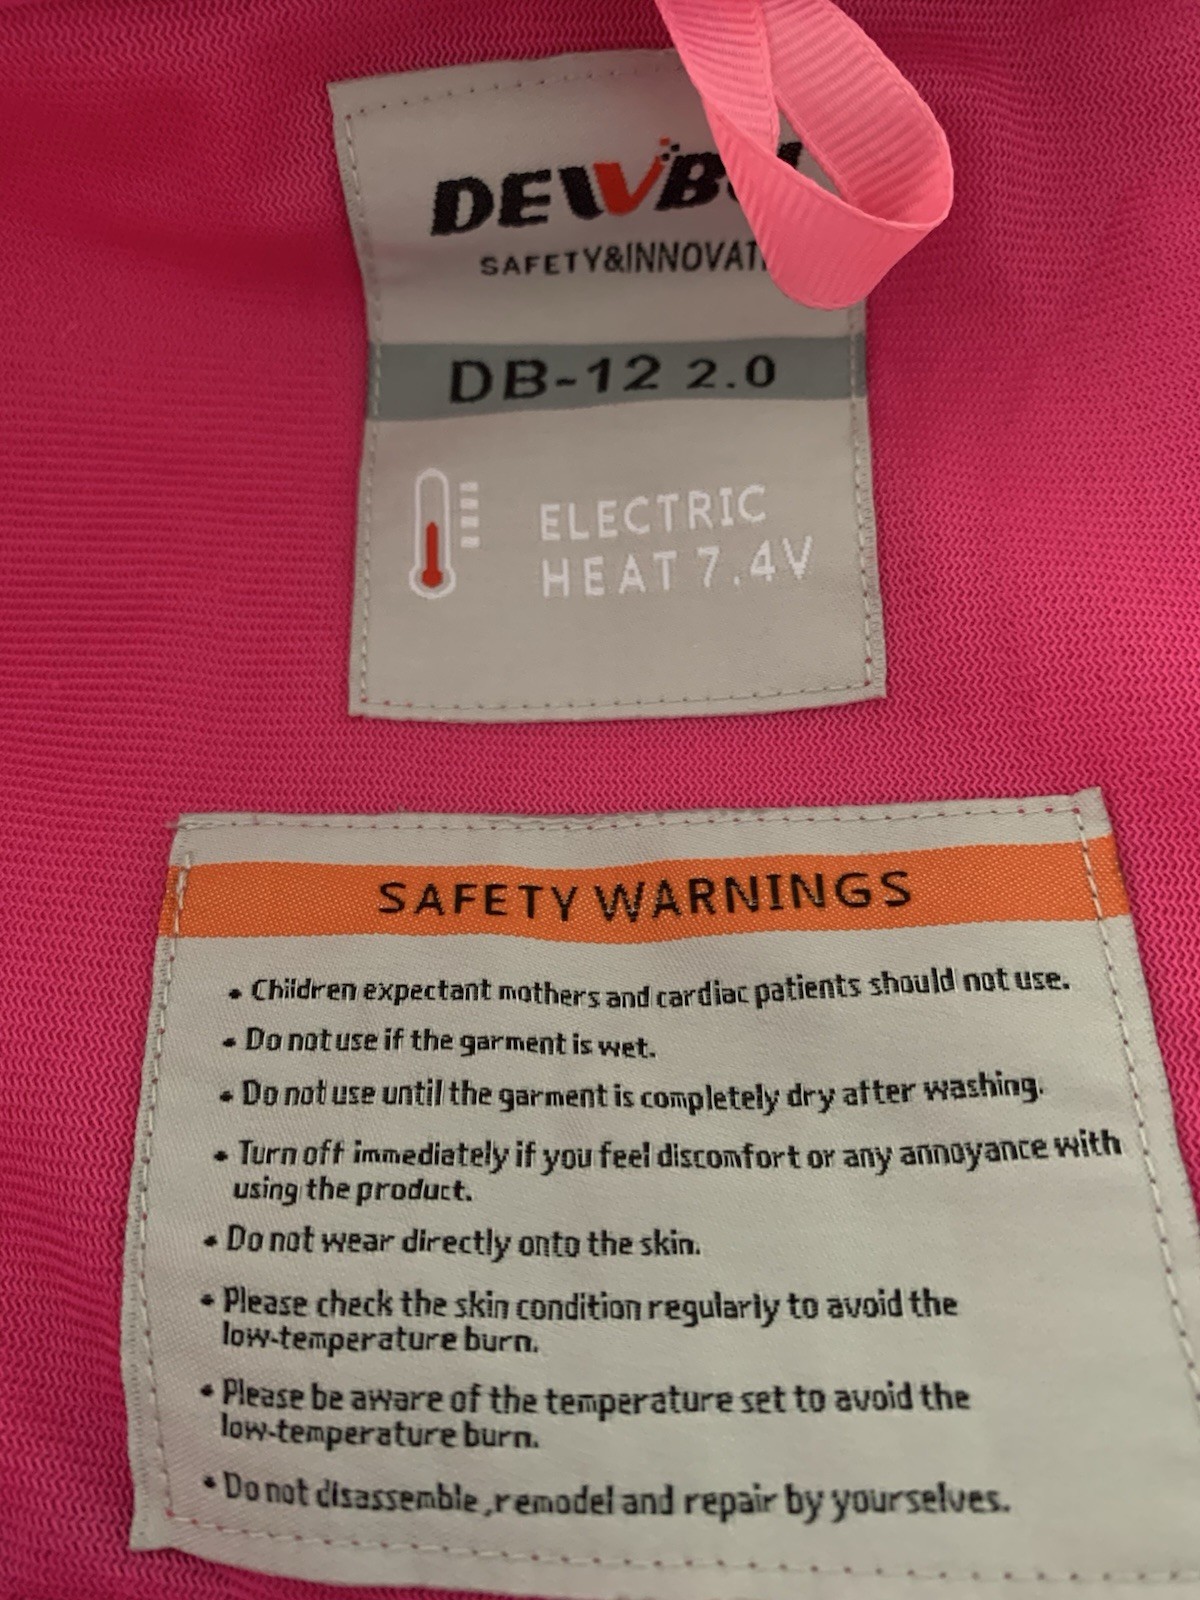 SAFETY&INNOVATI
DB-12 2.0
ELECTRIC
HEAT 7.4V
SAFETY WARNINGS
• Children expectant mothers and cardiac patients should not use.
• Do not use if the garment is wet.
• Do not use until the garment is completely dry after washing.
• Turn off immediately if you feel discomfort or any annoyance with
using the product.
• Do not wear directly onto the skin.
• Please check the skin condition regularly to avoid the
low-temperature burn.
• Please be aware of the temperature set to avoid the
low-temperature burn.
• Do not disassemble ,remodel and repair by yourselves.